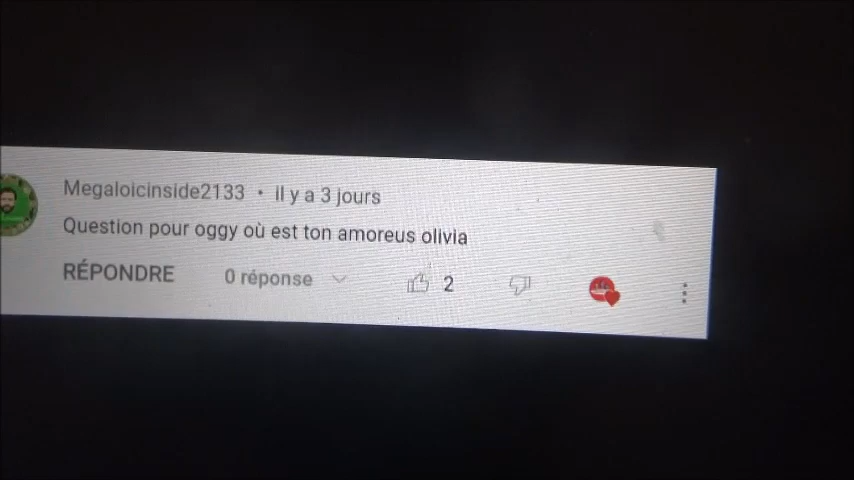 Megaloicinside2133 • Il y a 3 jours
Question pour oggy où est ton amoreus olivia
RÉPONDRE 0 réponse 2